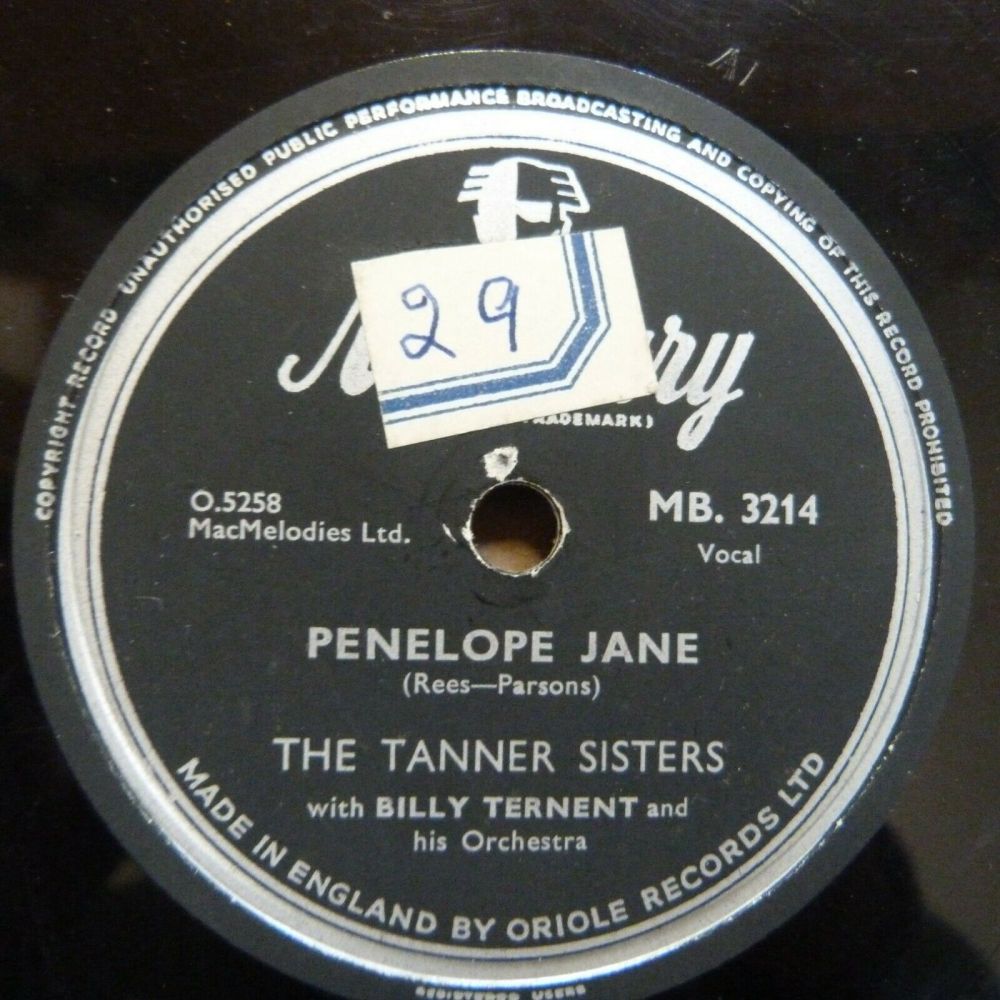 COPYRIGHT RECORD UNAUTHORISED PUBLIC PERFORMANCE BROADCASTING AND COPYING OF THIS RECORD PROHIBITED
29
TRADEMARK)
O.5258
MacMelodies Ltd.
MB. 3214
Vocal
PENELOPE JANE
(Rees—Parsons)
THE TANNER SISTERS
with BILLY TERNENT and
his Orchestra
MADE IN ENGLAND BY ORIOLE RECORDS LTD
REGISTERED USERS